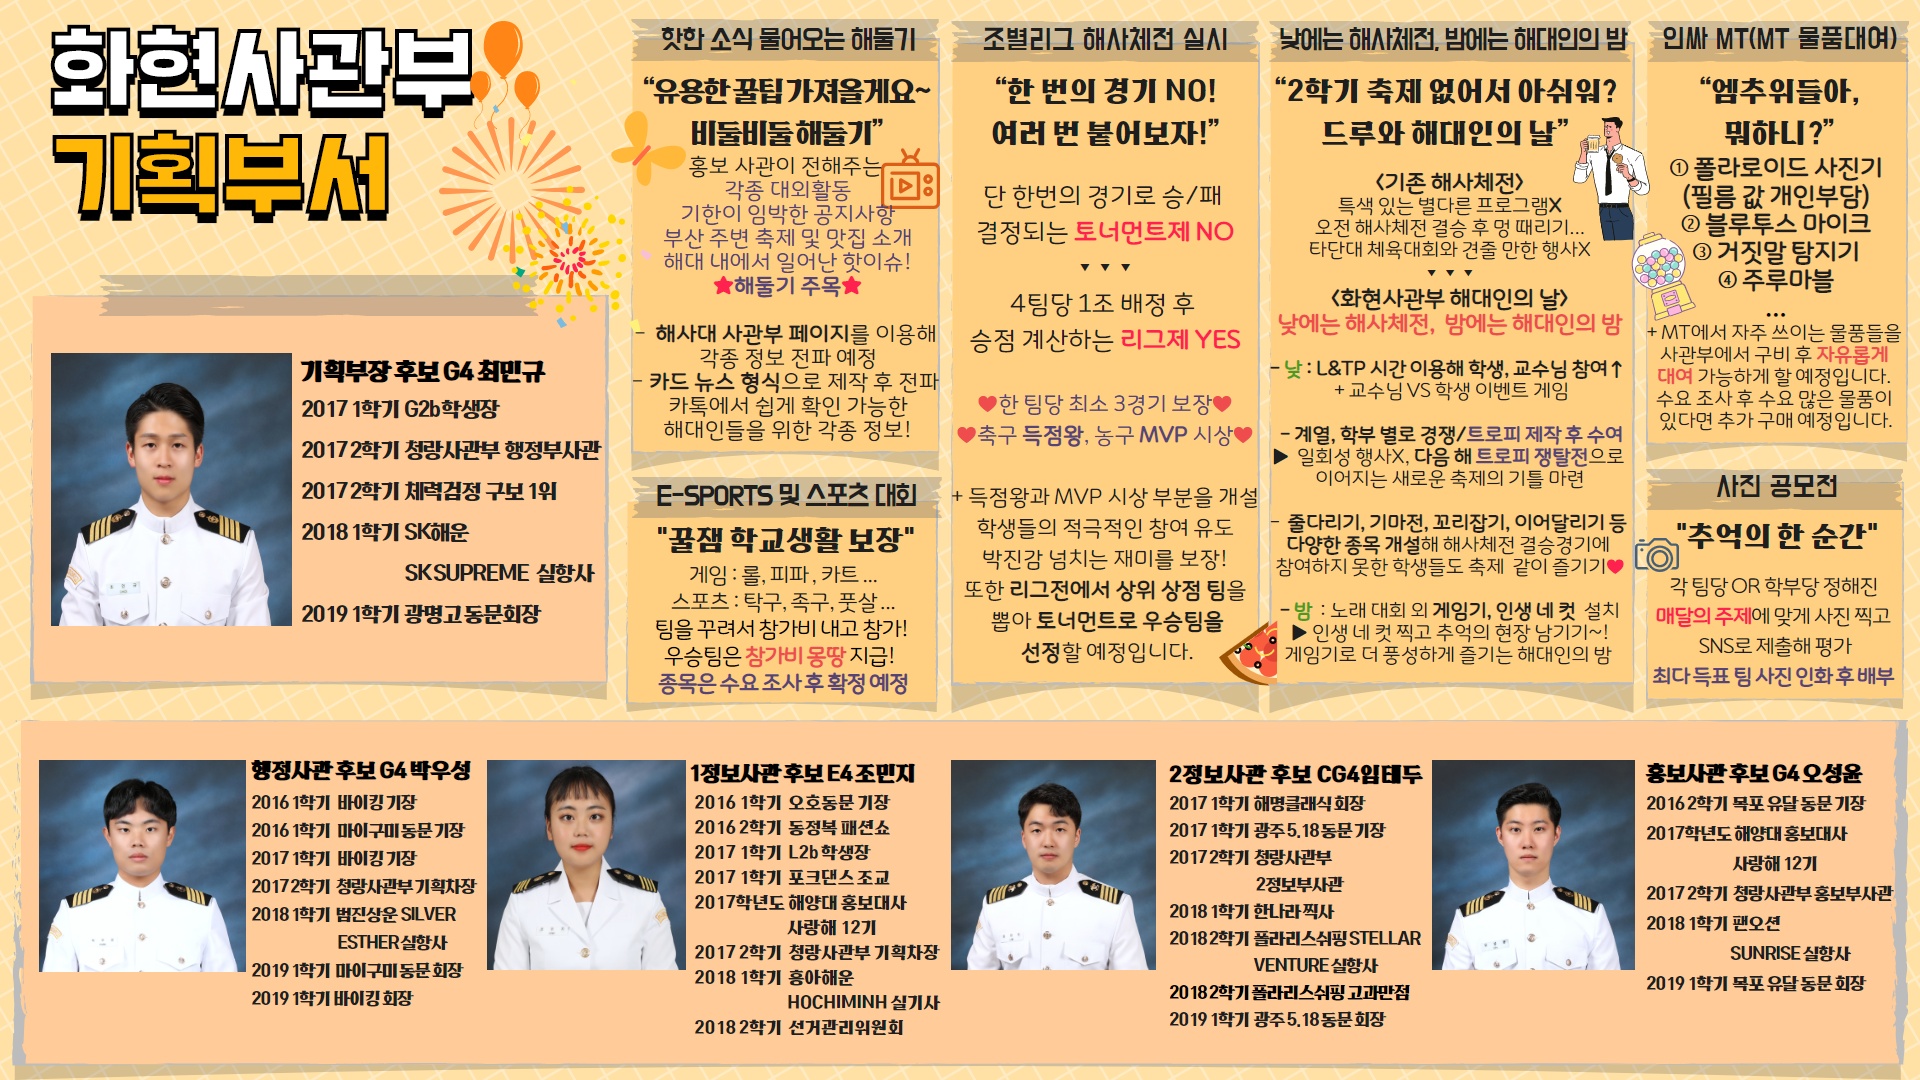 화현사관부
기획부서
기획부장 후보 G4 최민규
2017 1학기 G2b 학생장
2017 2학기 청랑사관부 행정부사관
2017 2학기 체력검정 구보 1위
2018 1학기 SK해운
SK SUPREME 실항사
2019 1학기 광명고 동문회장
핫한 소식 물어오는 해둘기
“유용한 꿀팁 가져올게요~
비둘비둘 해둘기”
홍보 사관이 전해주는
각종 대외활동
기한이 임박한 공지사항
부산 주변 축제 및 맛집 소개
해대 내에서 일어난 핫이슈!
★해둘기 주목★
- 해사대 사관부 페이지를 이용해
각종 정보 전파 예정
- 카드 뉴스 형식으로 제작 후 전파
카톡에서 쉽게 확인 가능한
해대인들을 위한 각종 정보!
E-SPORTS 및 스포츠 대회
"꿀잼 학교생활 보장"
게임 : 롤, 피파 , 카트 ...
스포츠 : 탁구, 족구, 풋살 ...
팀을 꾸려서 참가비 내고 참가!
우승팀은 참가비 몽땅 지급!
종목은 수요 조사 후 확정 예정
조별리그 해사체전 실시
“한 번의 경기 NO!
여러 번 붙어보자!”
단 한번의 경기로 승/패
결정되는 토너먼트제 NO
▼ ▼ ▼
4팀당 1조 배정 후
승점 계산하는 리그제 YES
♥한 팀당 최소 3경기 보장♥
♥축구 득점왕, 농구 MVP 시상♥
+ 득점왕과 MVP 시상 부분을 개설
학생들의 적극적인 참여 유도
박진감 넘치는 재미를 보장!
또한 리그전에서 상위 상점 팀을
뽑아 토너먼트로 우승팀을
선정할 예정입니다.
낮에는 해사체전, 밤에는 해대인의 밤
“2학기 축제 없어서 아쉬워?
드루와 해대인의 날”
<기존 해사체전>
특색 있는 별다른 프로그램X
오전 해사체전 결승 후 멍 때리기...
타단대 체육대회와 견줄 만한 행사X
▼ ▼ ▼
<화현사관부 해대인의 날>
낮에는 해사체전, 밤에는 해대인의 밤
- 낮 : L&TP 시간 이용해 학생, 교수님 참여↑
+ 교수님 VS 학생 이벤트 게임
- 계열, 학부 별로 경쟁/트로피 제작 후 수여
▶ 일회성 행사X, 다음 해 트로피 쟁탈전으로
이어지는 새로운 축제의 기틀 마련
- 줄다리기, 기마전, 꼬리잡기, 이어달리기 등
다양한 종목 개설해 해사체전 결승경기에
참여하지 못한 학생들도 축제 같이 즐기기♥
- 밤 : 노래 대회 외 게임기, 인생 네 컷 설치
▶ 인생 네 컷 찍고 추억의 현장 남기기~!
게임기로 더 풍성하게 즐기는 해대인의 밤
인싸 MT(MT 물품대여)
“엠추위들아,
뭐하니?”
① 폴라로이드 사진기
(필름 값 개인부담)
② 블루투스 마이크
③ 거짓말 탐지기
④ 주루마블
...
+ MT에서 자주 쓰이는 물품들을
사관부에서 구비 후 자유롭게
대여 가능하게 할 예정입니다.
수요 조사 후 수요 많은 물품이
있다면 추가 구매 예정입니다.
사진 공모전
"추억의 한 순간"
각 팀당 OR 학부당 정해진
매달의 주제에 맞게 사진 찍고
SNS로 제출해 평가
최다 득표 팀 사진 인화 후 배부
행정사관 후보 G4 박우성
2016 1학기 바이킹 기장
2016 1학기 마이구미 동문 기장
2017 1학기 바이킹 기장
2017 2학기 청랑사관부 기획차장
2018 1학기 범진상운 SILVER
ESTHER 실항사
2019 1학기 마이구미 동문 회장
2019 1학기 바이킹 회장
1정보사관 후보 E4 조민지
2016 1학기 오호동문 기장
2016 2학기 동정복 패션쇼
2017 1학기 L2b 학생장
2017 1학기 포크댄스 조교
2017학년도 해양대 홍보대사
사랑해 12기
2017 2학기 청랑사관부 기획차장
2018 1학기 흥아해운
HOCHIMINH 실기사
2018 2학기 선거관리위원회
2정보사관 후보 CG4 임태두
2017 1학기 해명클래식 회장
2017 1학기 광주 5.18 동문 기장
2017 2학기 청랑사관부
2정보부사관
2018 1학기 한나라 찍사
2018 2학기 폴라리스쉬핑 STELLAR
VENTURE 실항사
2018 2학기 폴라리스쉬핑 고과만점
2019 1학기 광주 5.18 동문 회장
홍보사관 후보 G4 오성윤
2016 2학기 목포 유달 동문 기장
2017학년도 해양대 홍보대사
사랑해 12기
2017 2학기 청랑사관부 홍보부사관
2018 1학기 팬오션
SUNRISE 실항사
2019 1학기 목포 유달 동문 회장